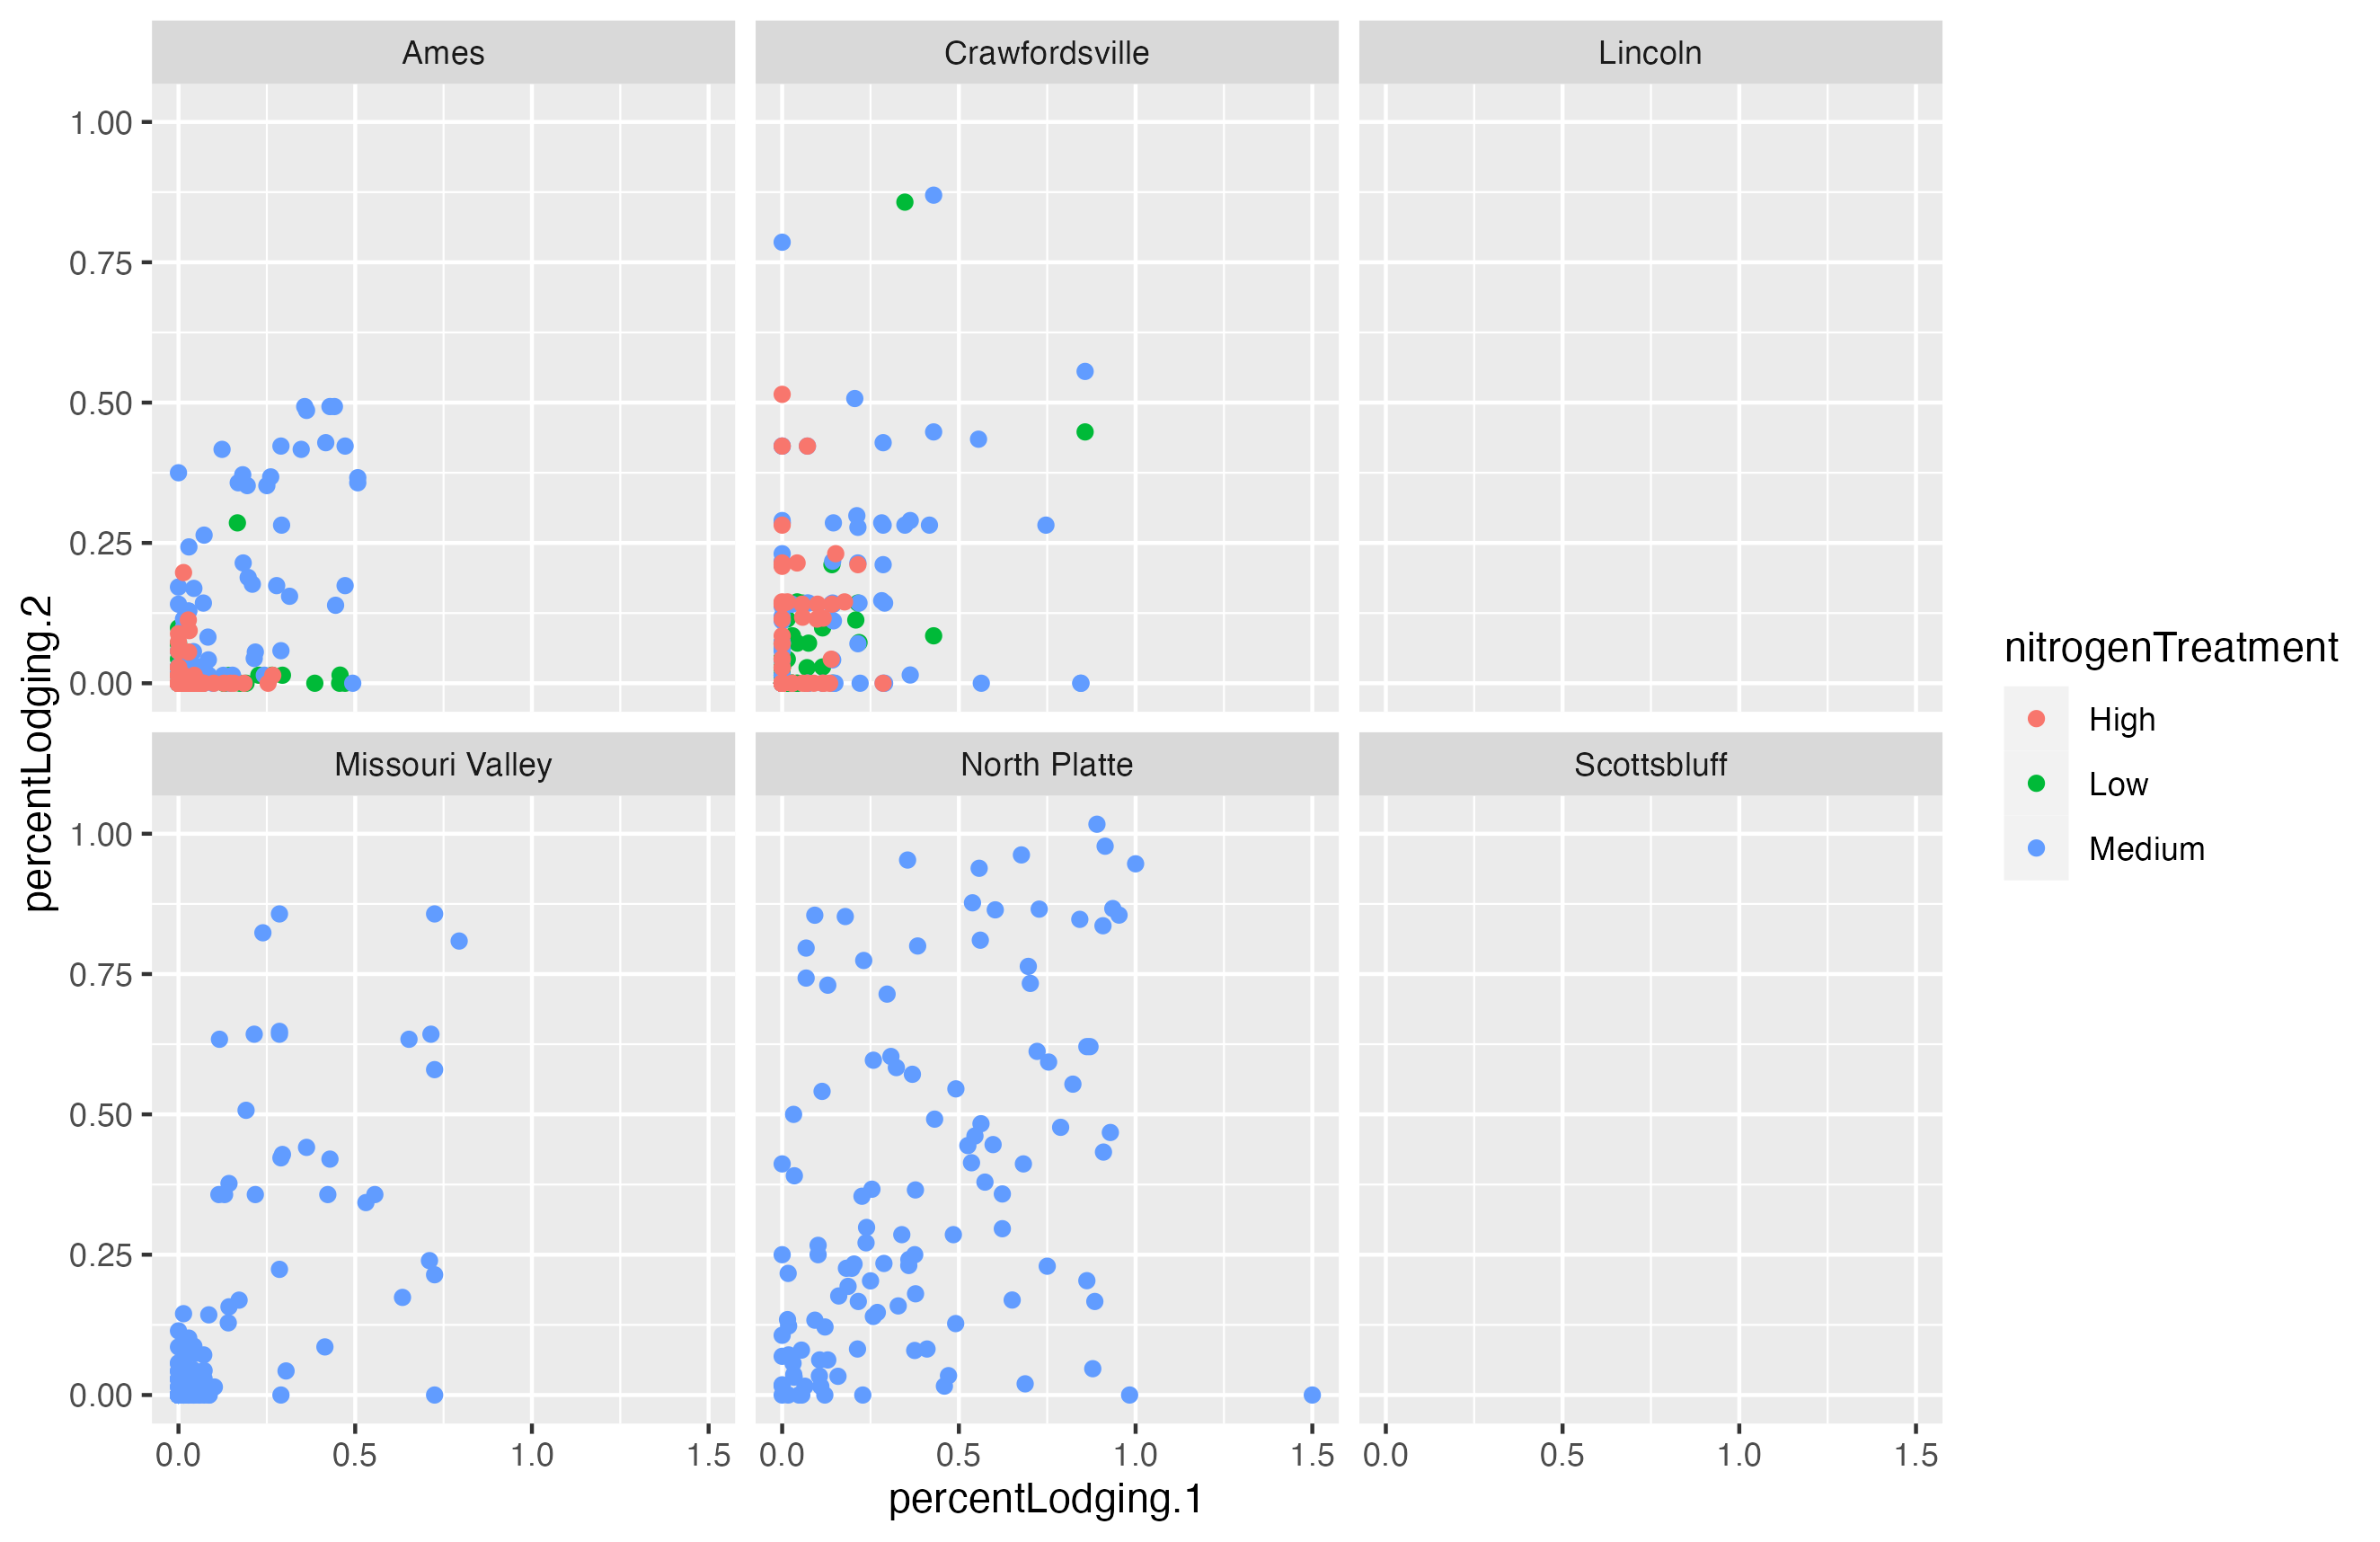 Ames
Crawfordsville
Lincoln
1.00
0.75
0.50
0.25
0.00
Missouri Valley
North Platte
Scottsbluff
1.00
0.75
0.50
0.25
0.00
0.0 0.5 1.0 1.5
0.0 0.5 1.0 1.5
0.0 0.5 1.0 1.5
percentLodging.1
percentLodging.2
nitrogenTreatment
High
Low
Medium